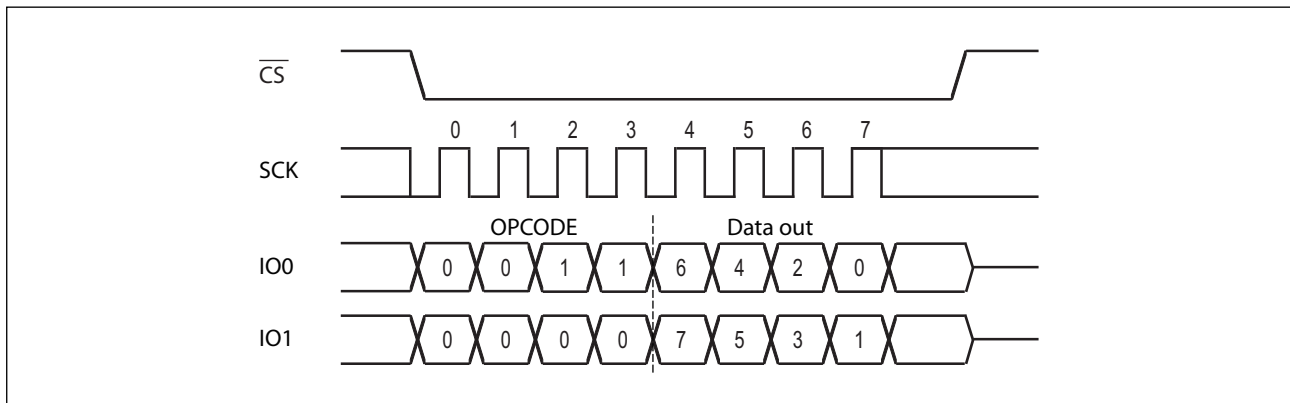 CS
0 1 2 3 4 5 6 7
SCK
OPCODE Data out
IO0 0 0 1 1 6 4 2 0
IO1 0 0 0 0 7 5 3 1